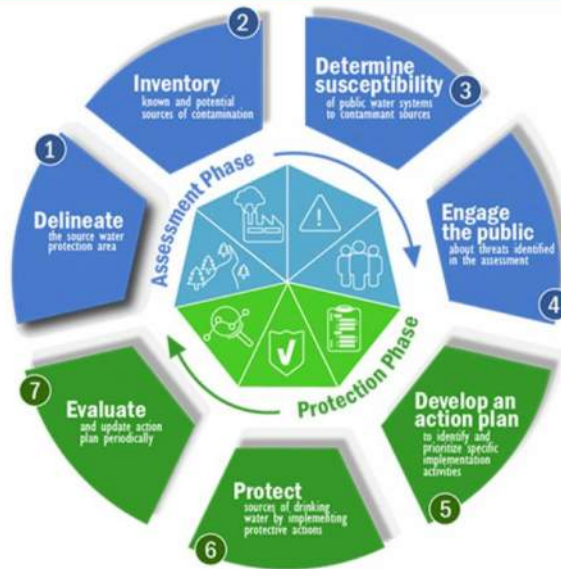 1
Delineate
the source water
protection area
2
Inventory
known and potential
sources of contamination
3
Determine
susceptibility
of public water systems
to contaminant sources
4
Engage
the public
about threats identified
in the assessment
5
Develop an
action plan
to identify and
prioritize specific
implementation
activities
6
Protect
sources of drinking
water by implementing
protective actions
7
Evaluate
and update action
plan periodically
Assessment Phase
Protection Phase